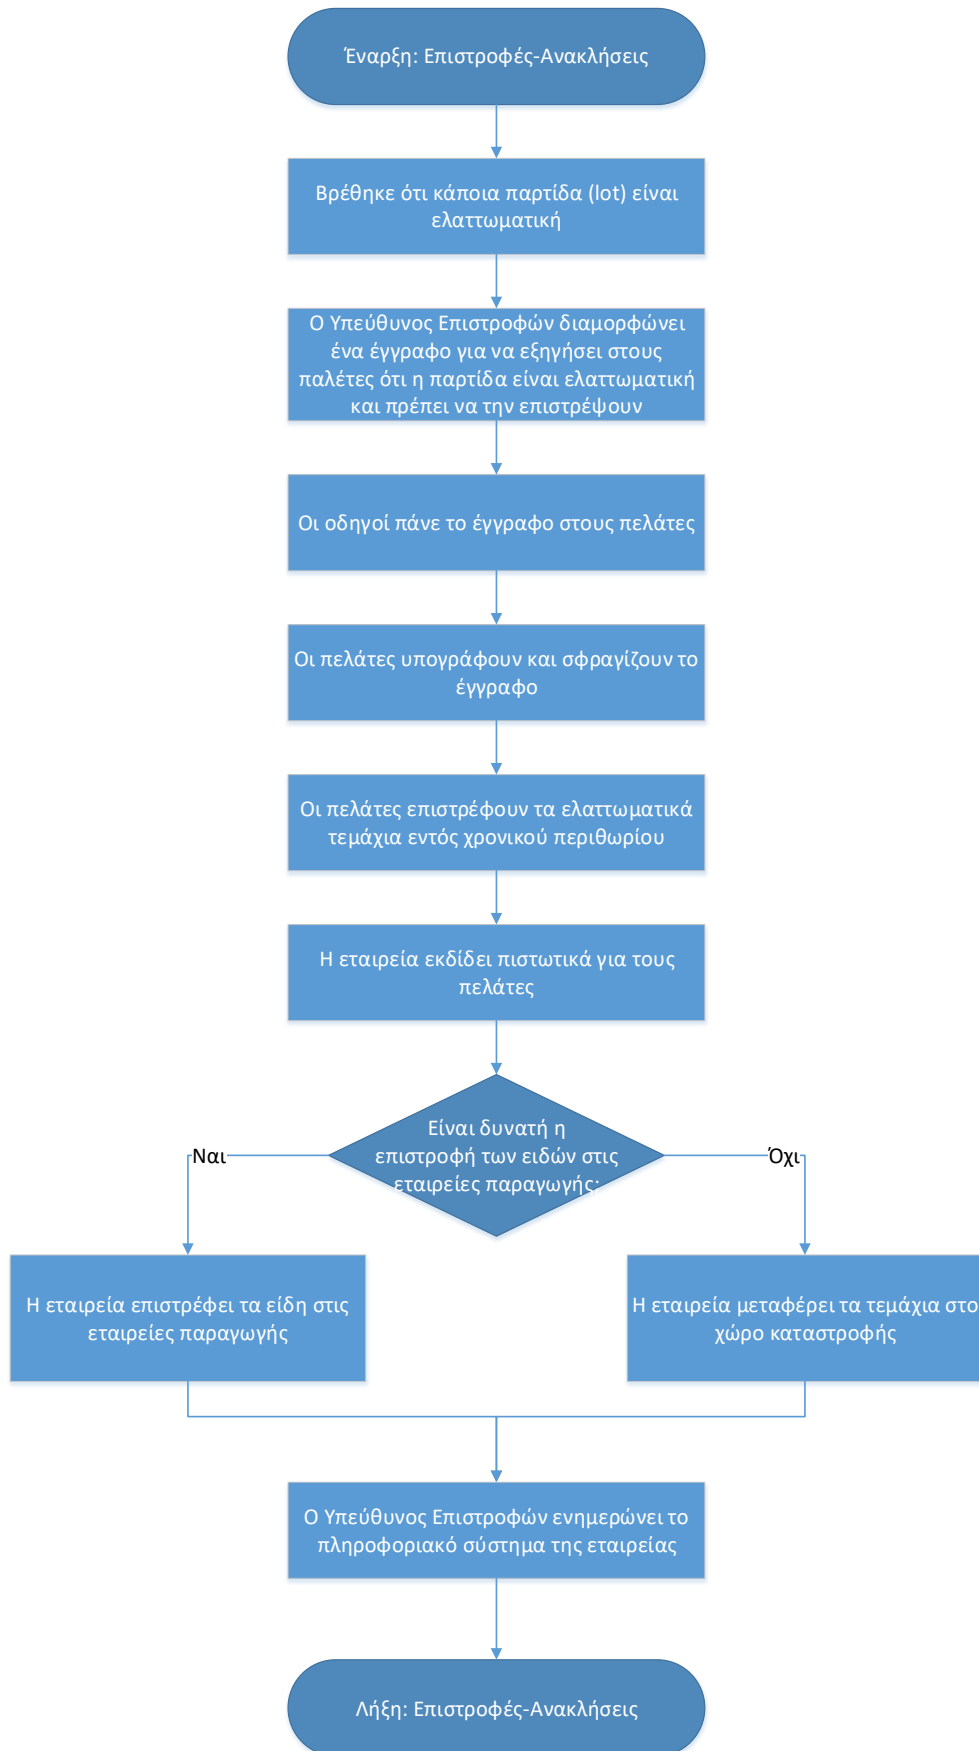 Έναρξη: Επιστροφές-Ανακλήσεις
Βρέθηκε ότι κάποια παρτίδα (lot) είναι
ελαττωματική
Ο Υπεύθυνος Επιστροφών διαμορφώνει
ένα έγγραφο για να εξηγήσει στους
παλέτες ότι η παρτίδα είναι ελαττωματική
και πρέπει να την επιστρέψουν
Οι οδηγοί πάνε το έγγραφο στους πελάτες
Οι πελάτες υπογράφουν και σφραγίζουν το
έγγραφο
Οι πελάτες επιστρέφουν τα ελαττωματικά
τεμάχια εντός χρονικού περιθωρίου
Η εταιρεία εκδίδει πιστωτικά για τους
πελάτες
Είναι δυνατή η
επιστροφή των ειδών στις
εταιρείες παραγωγής;
Ναι
Όχι
Η εταιρεία επιστρέφει τα είδη στις
εταιρείες παραγωγής
Η εταιρεία μεταφέρει τα τεμάχια στο
χώρο καταστροφής
Ο Υπεύθυνος Επιστροφών ενημερώνει το
πληροφοριακό σύστημα της εταιρείας
Λήξη: Επιστροφές-Ανακλήσεις